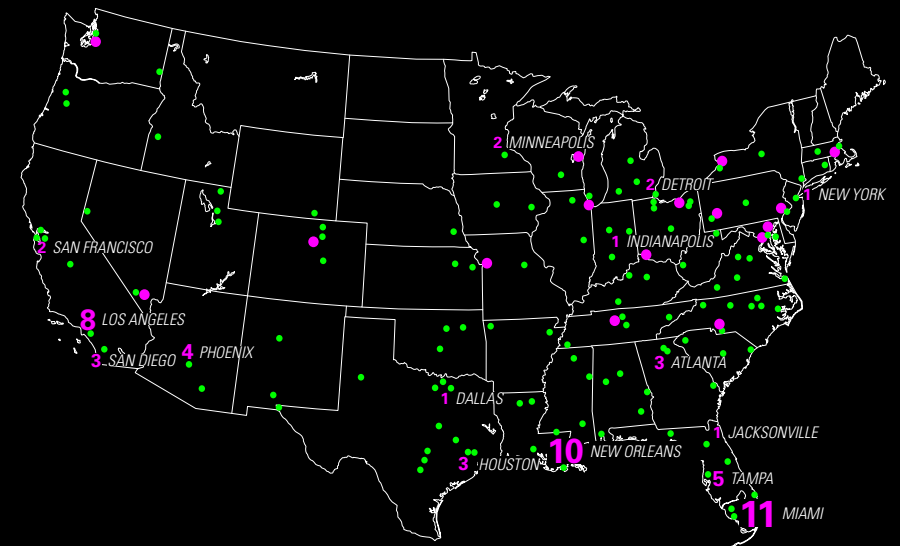 2 MINNEAPOLIS
2 DETROIT
1 NEW YORK
1 INDIANAPOLIS
2 SAN FRANCISCO
8 LOS ANGELES
4 PHOENIX
3 SAN DIEGO
3 ATLANTA
1 DALLAS
1 JACKSONVILLE
10 NEW ORLEANS
3 HOUSTON
5 TAMPA
11 MIAMI